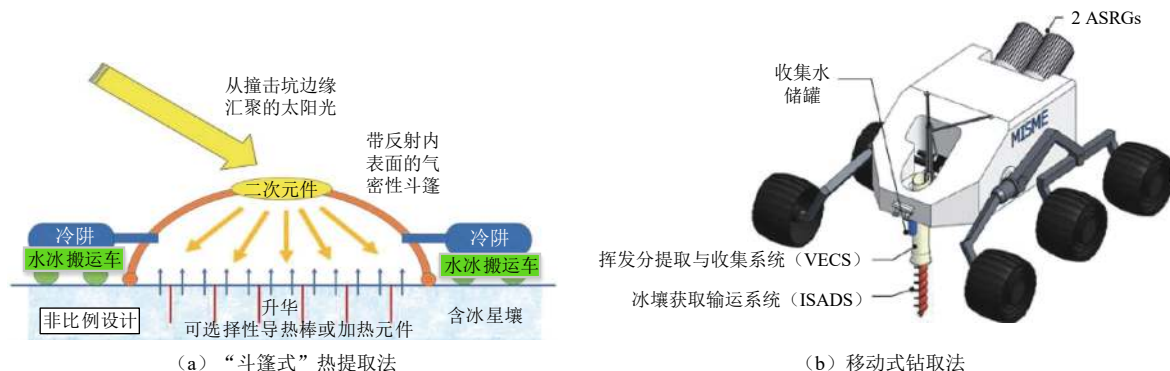 从撞击坑边缘
汇聚的太阳光
带反射内
表面的气
密性斗篷
二次元件
冷阱
冷阱
水冰搬运车
水冰搬运车
升华
非比例设计
可选择性导热棒或加热元件
含冰星壤
（a）“斗篷式”热提取法
2 ASRGs
收集水
储罐
MISME
挥发分提取与收集系统（VECS）
冰壤获取输运系统（ISADS）
（b）移动式钻取法